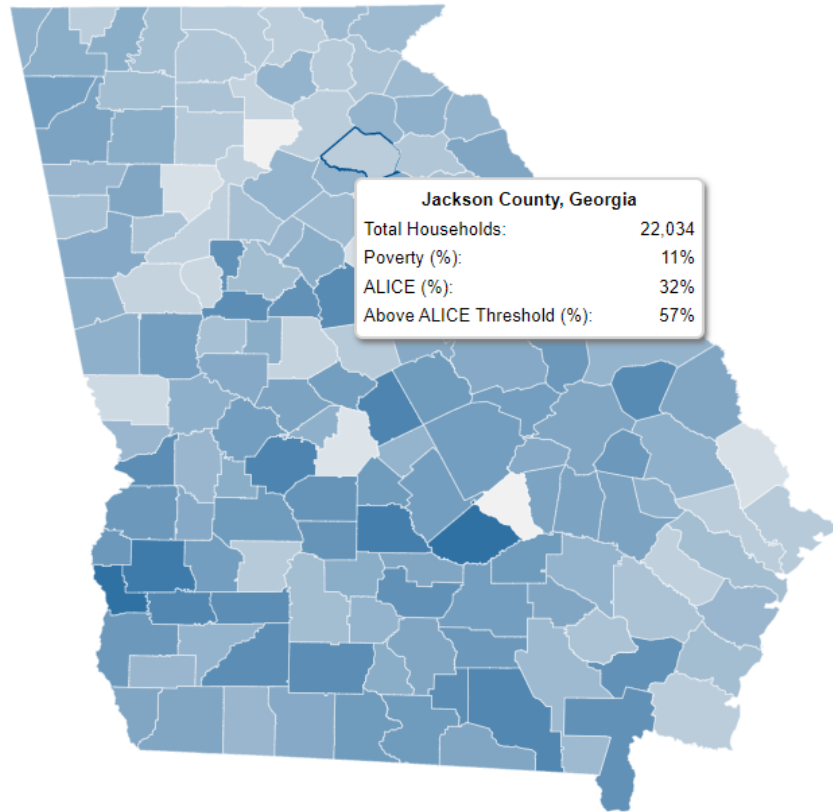 Jackson County, Georgia
Total Households: 22,034
Poverty (%): 11%
ALICE (%): 32%
Above ALICE Threshold (%): 57%